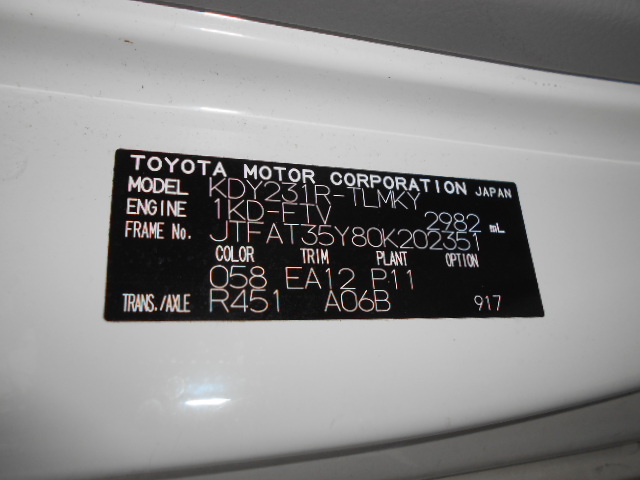 TOYOTA MOTOR CORPORATION JAPAN
MODEL KDY231R-TLMKY
ENGINE 1KD-FTV 2982 mL
FRAME No. JTFAT35Y80K202351
COLOR TRIM PLANT OPTION
058 EA12 P11
TRANS./AXLE R451 A06B 917